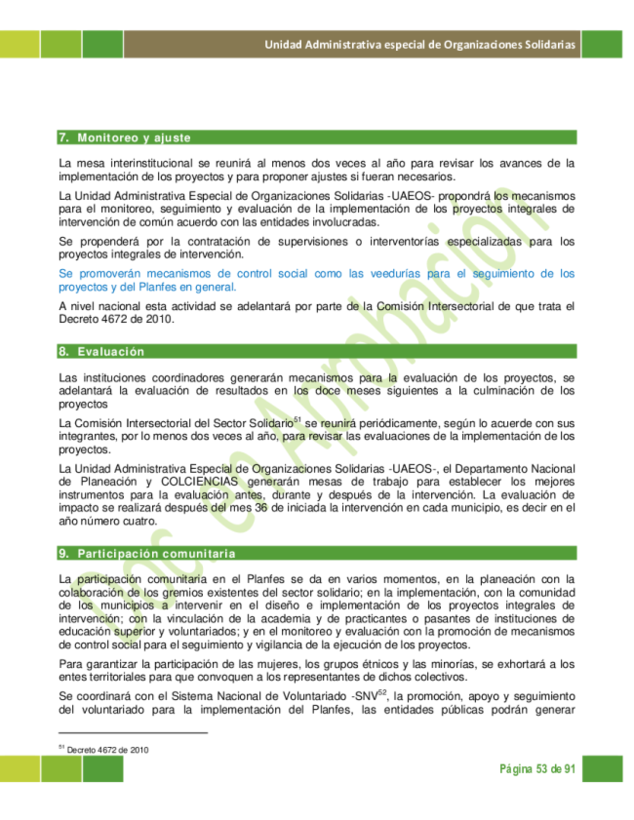 Unidad Administrativa especial de Organizaciones Solidarias
7. Monitoreo y ajuste
La mesa interinstitucional se reunirá al menos dos veces al año para revisar los avances de la
implementación de los proyectos y para proponer ajustes si fueran necesarios.
La Unidad Administrativa Especial de Organizaciones Solidarias -UAEOS- propondrá los mecanismos
para el monitoreo, seguimiento y evaluación de la implementación de los proyectos integrales de
intervención de común acuerdo con las entidades involucradas.
Se propenderá por la contratación de supervisiones o interventorías especializadas para los
proyectos integrales de intervención.
Se promoverán mecanismos de control social como las veedurías para el seguimiento de los
proyectos y del Planfes en general.
A nivel nacional esta actividad se adelantará por parte de la Comisión Intersectorial de que trata el
Decreto 4672 de 2010.
8. Evaluación
Las instituciones coordinadores generarán mecanismos para la evaluación de los proyectos, se
adelantará la evaluación de resultados en los doce meses siguientes a la culminación de los
proyectos
La Comisión Intersectorial del Sector Solidario51 se reunirá periódicamente, según lo acuerde con sus
integrantes, por lo menos dos veces al año, para revisar las evaluaciones de la implementación de los
proyectos.
La Unidad Administrativa Especial de Organizaciones Solidarias -UAEOS-, el Departamento Nacional
de Planeación y COLCIENCIAS generarán mesas de trabajo para establecer los mejores
instrumentos para la evaluación antes, durante y después de la intervención. La evaluación de
impacto se realizará después del mes 36 de iniciada la intervención en cada municipio, es decir en el
año número cuatro.
9. Participación comunitaria
La participación comunitaria en el Planfes se da en varios momentos, en la planeación con la
colaboración de los gremios existentes del sector solidario; en la implementación, con la comunidad
de los municipios a intervenir en el diseño e implementación de los proyectos integrales de
intervención; con la vinculación de la academia y de practicantes o pasantes de instituciones de
educación superior y voluntariados; y en el monitoreo y evaluación con la promoción de mecanismos
de control social para el seguimiento y vigilancia de la ejecución de los proyectos.
Para garantizar la participación de las mujeres, los grupos étnicos y las minorías, se exhortará a los
entes territoriales para que convoquen a los representantes de dichos colectivos.
Se coordinará con el Sistema Nacional de Voluntariado -SNV52, la promoción, apoyo y seguimiento
del voluntariado para la implementación del Planfes, las entidades públicas podrán generar
51 Decreto 4672 de 2010
Página 53 de 91
Doc. en Aprobación